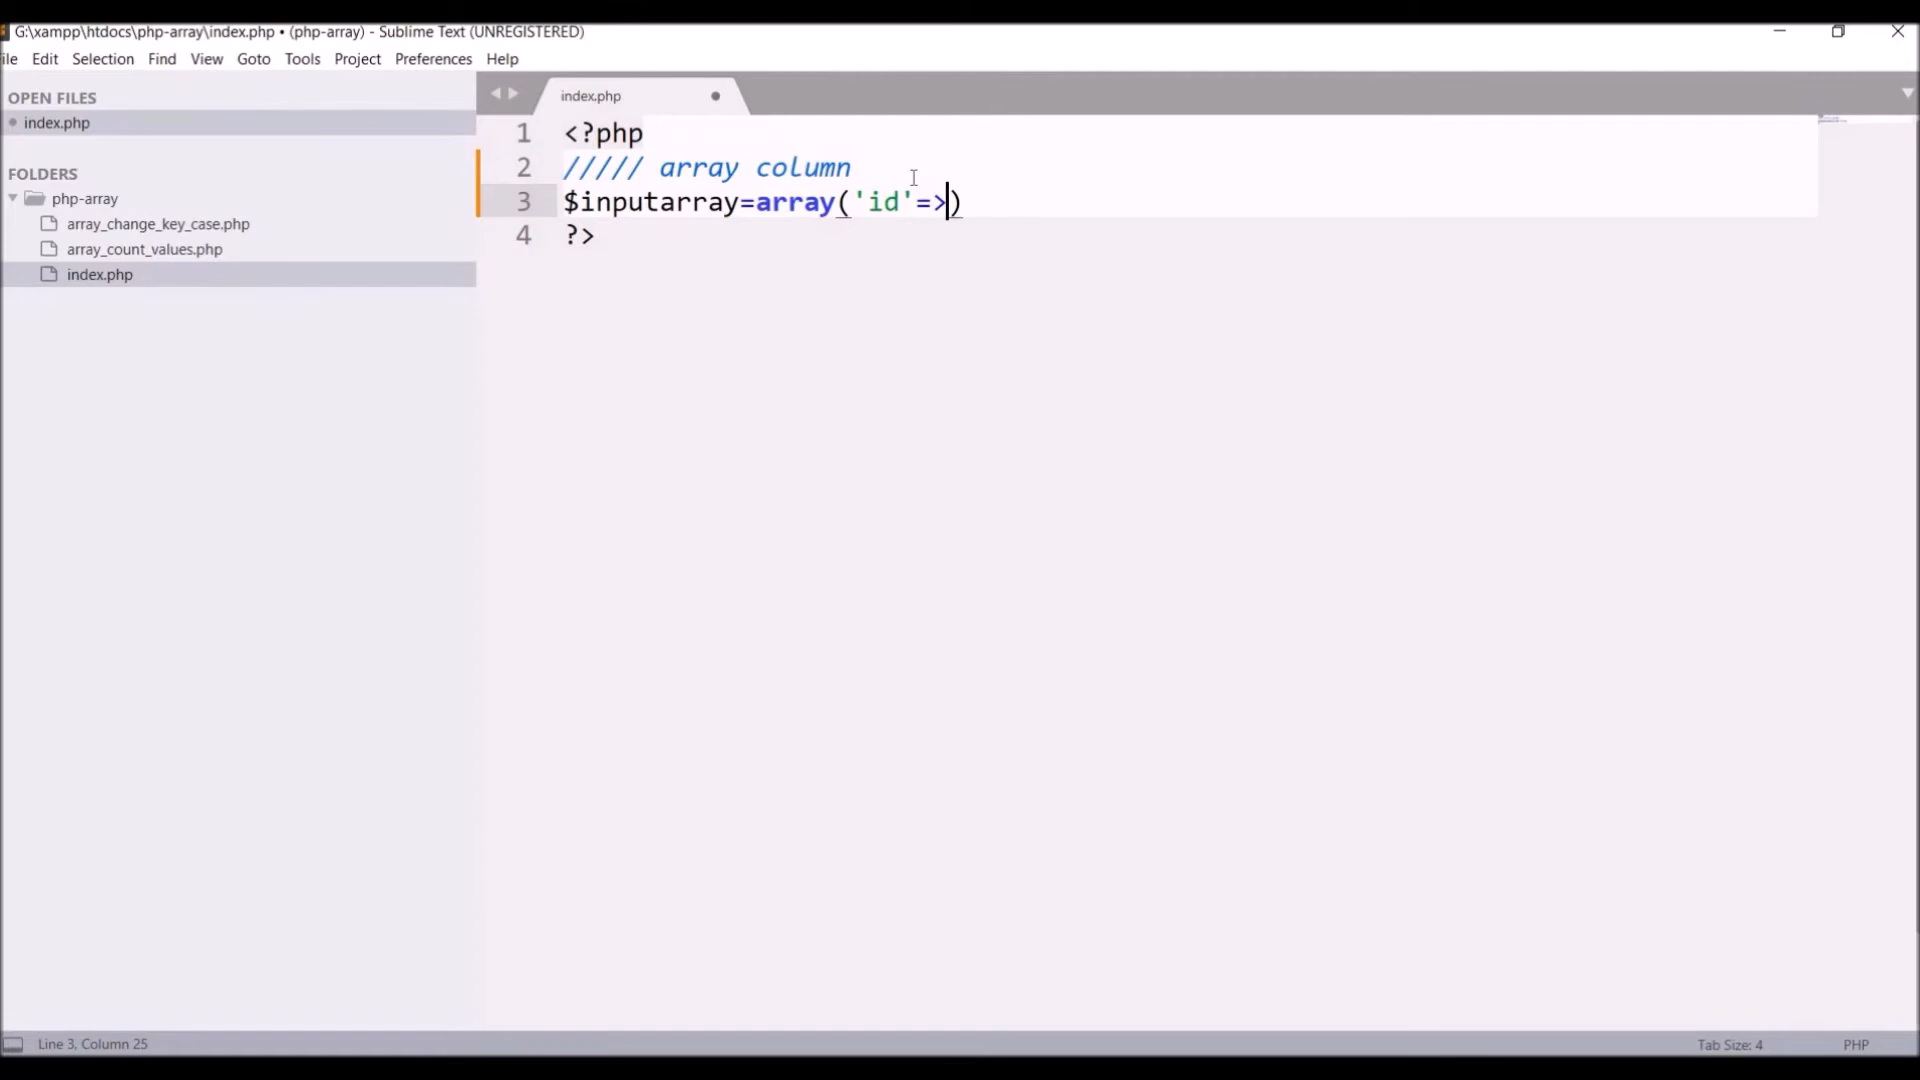 G:\xampp\htdocs\php-array\index.php • (php-array) - Sublime Text (UNREGISTERED)
ile Edit Selection Find View Goto Tools Project Preferences Help
OPEN FILES
index.php
FOLDERS
php-array
array_change_key_case.php
array_count_values.php
index.php
index.php
1 <?php
2 ///// array column
3 $inputarray=array('id'=>)
4 ?>
Line 3, Column 25
Tab Size: 4
PHP